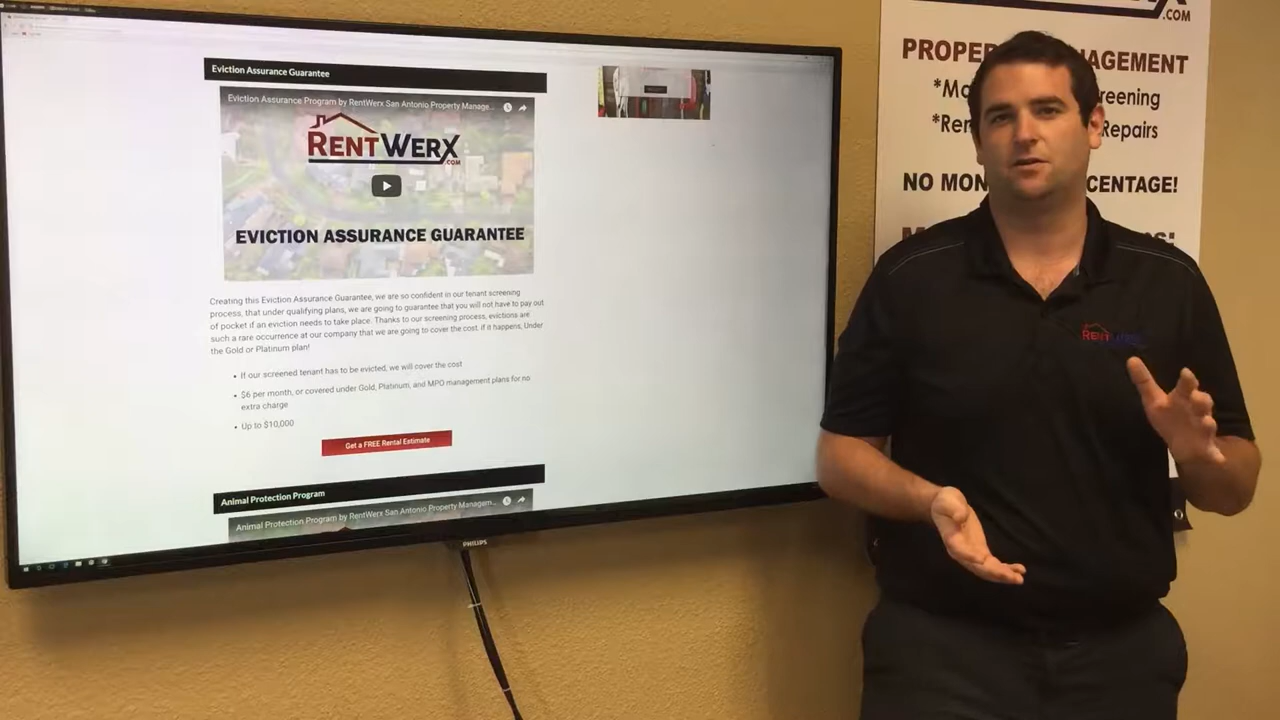 Eviction Assurance Guarantee
Eviction Assurance Program by RentWerx San Antonio Property Manage...
RENTWERX
.COM
EVICTION ASSURANCE GUARANTEE
Creating this Eviction Assurance Guarantee, we are so confident in our tenant screening
process, that under qualifying plans, we are going to guarantee that you will not have to pay out
of pocket if an eviction needs to take place. Thanks to our screening process, evictions are
such a rare occurrence at our company that we are going to cover the cost, if it happens, Under
the Gold or Platinum plan!
• If our screened tenant has to be evicted, we will cover the cost
• $6 per month, or covered under Gold, Platinum, and MPO management plans for no
extra charge
• Up to $10,000
Get a FREE Rental Estimate
Animal Protection Program
Animal Protection Program by RentWerx San Antonio Property Managem...
PHILIPS
.COM
PROPE AGEMENT
*Ma reening
*Ren Repairs
NO MON CENTAGE!
RENT